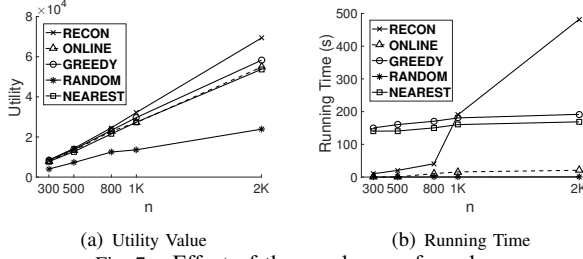 8 ×10⁴
6
4
2
0
Utility
RECON
ONLINE
GREEDY
RANDOM
NEAREST
300 500 800 1K 2K
n
(a) Utility Value
500
400
300
200
100
0
Running Time (s)
RECON
ONLINE
GREEDY
RANDOM
NEAREST
300 500 800 1K 2K
n
(b) Running Time